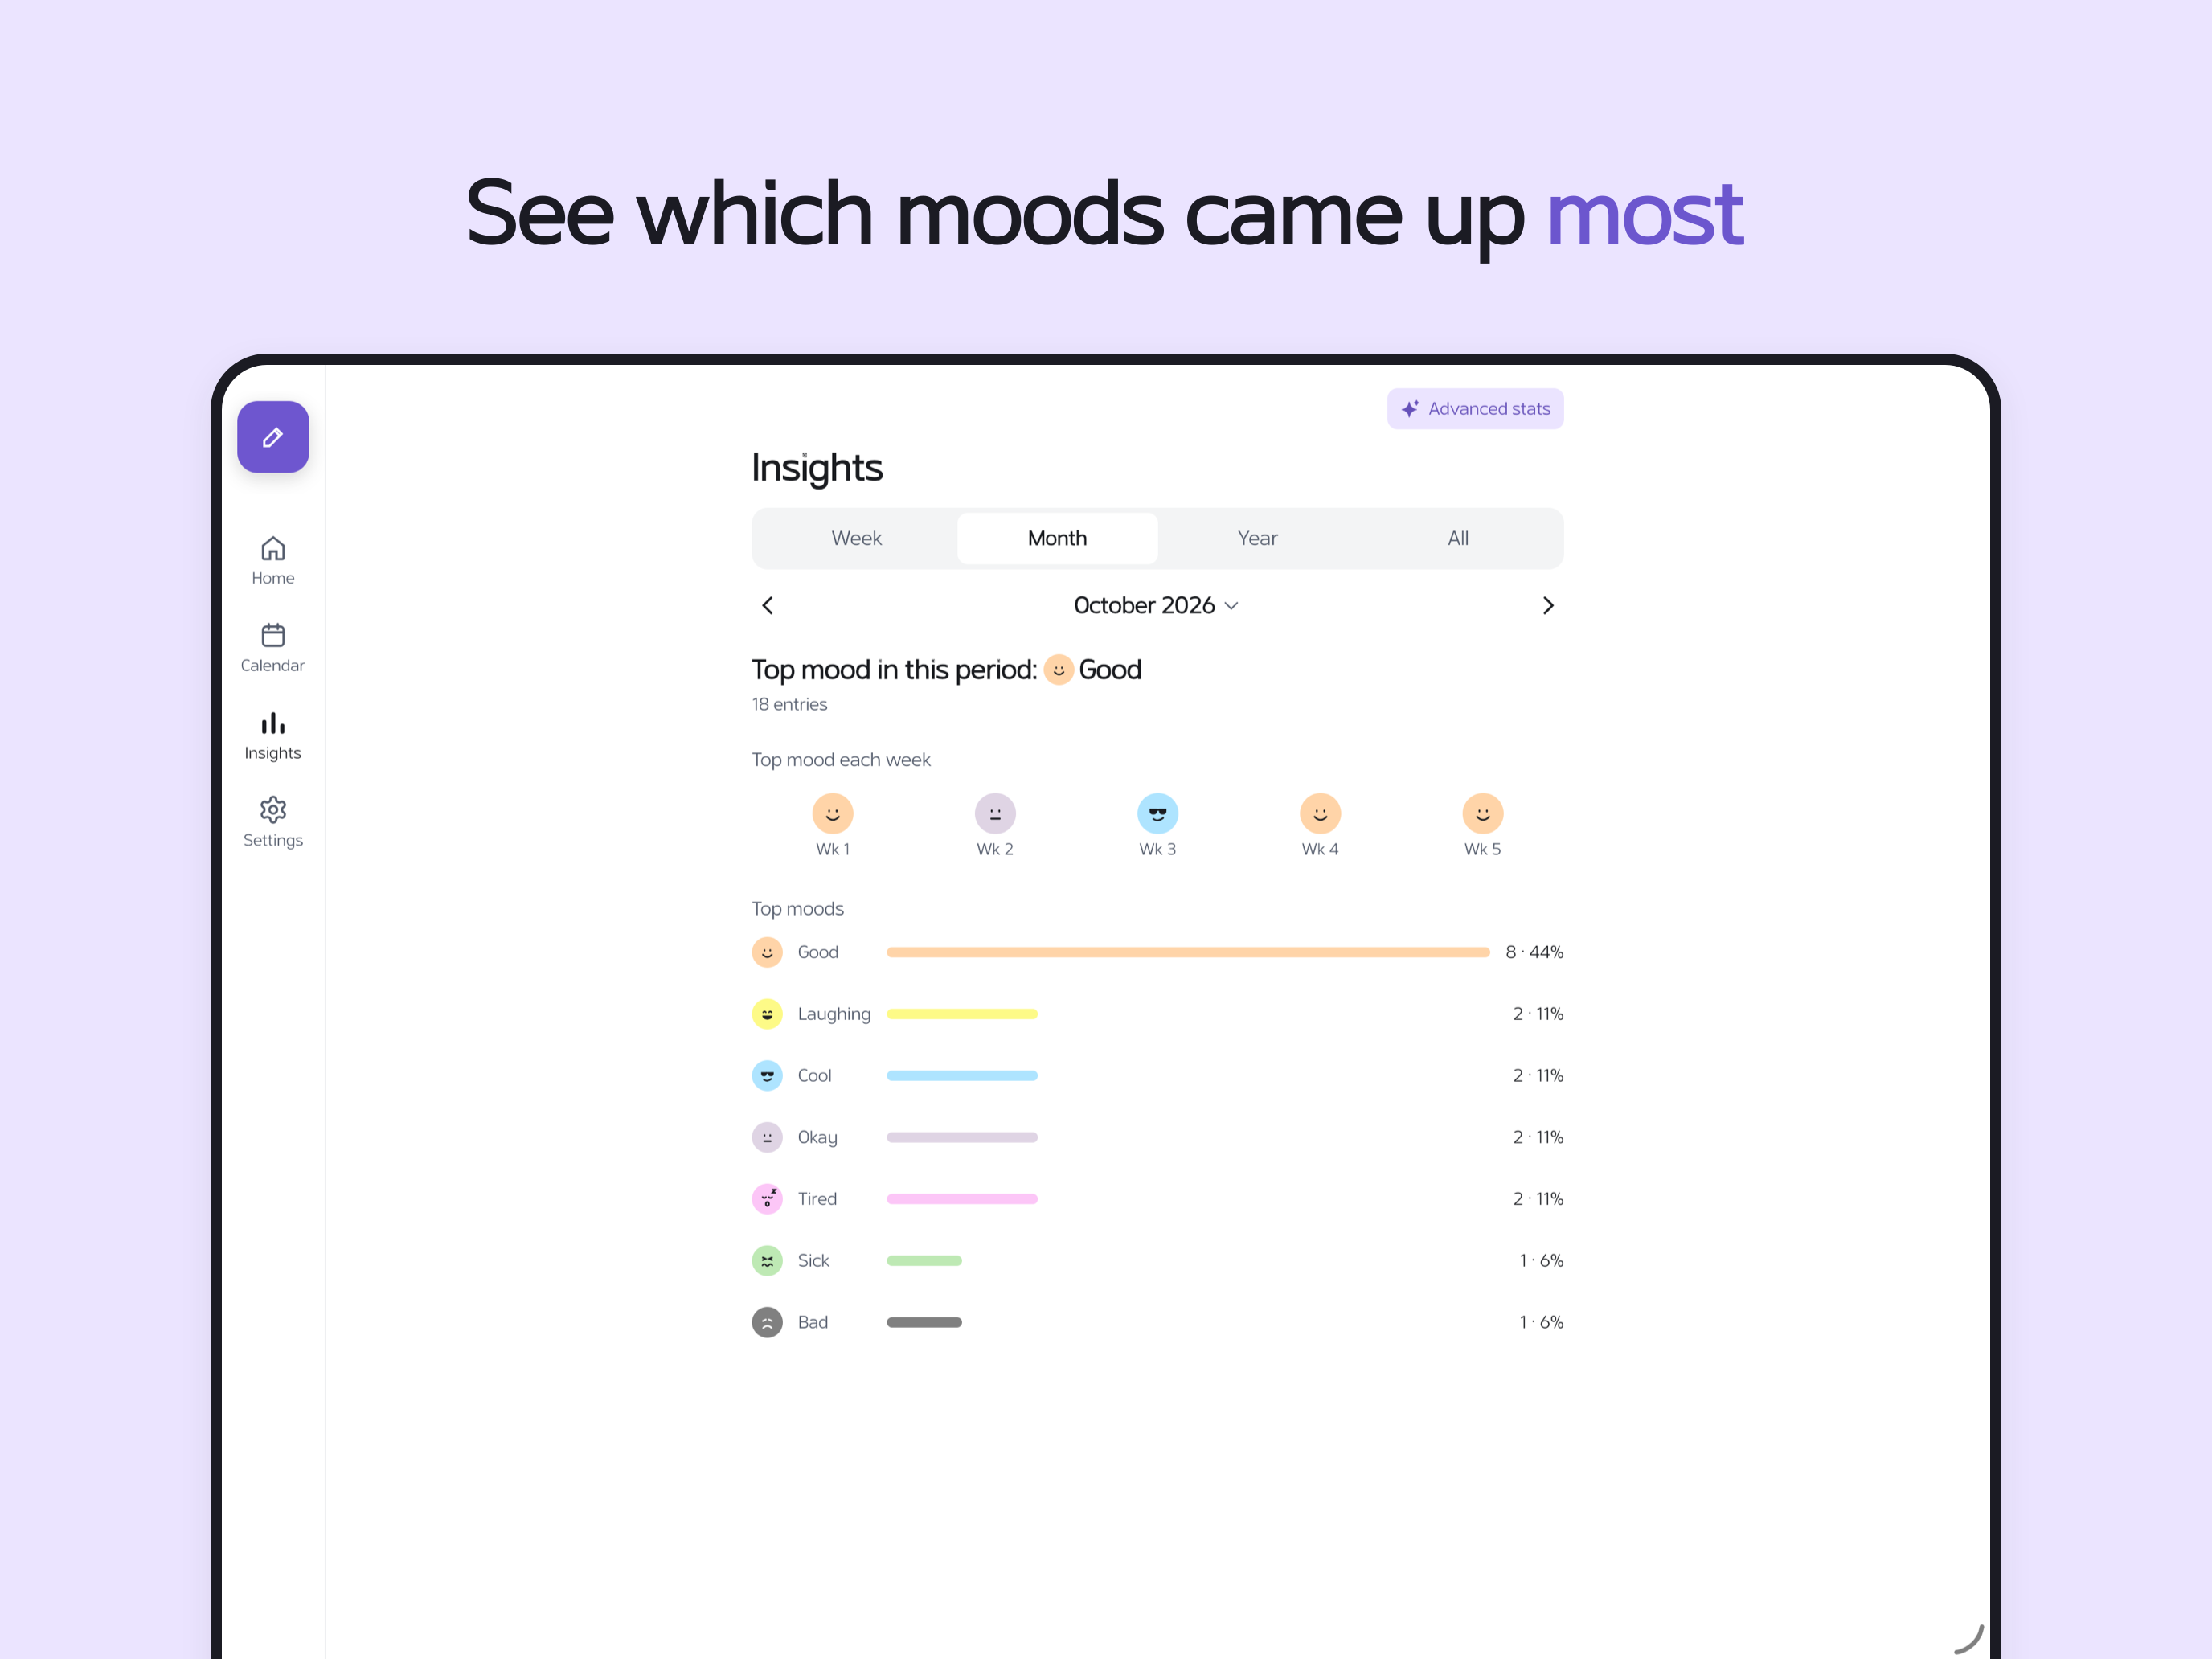 See which moods came up most
Advanced stats
Insights
Week Month Year All
October 2026
Home
Calendar
Insights
Settings
Top mood in this period: Good
18 entries
Top mood each week
Wk 1 Wk 2 Wk 3 Wk 4 Wk 5
Top moods
Good 8 · 44%
Laughing 2 · 11%
Cool 2 · 11%
Okay 2 · 11%
Tired 2 · 11%
Sick 1 · 6%
Bad 1 · 6%